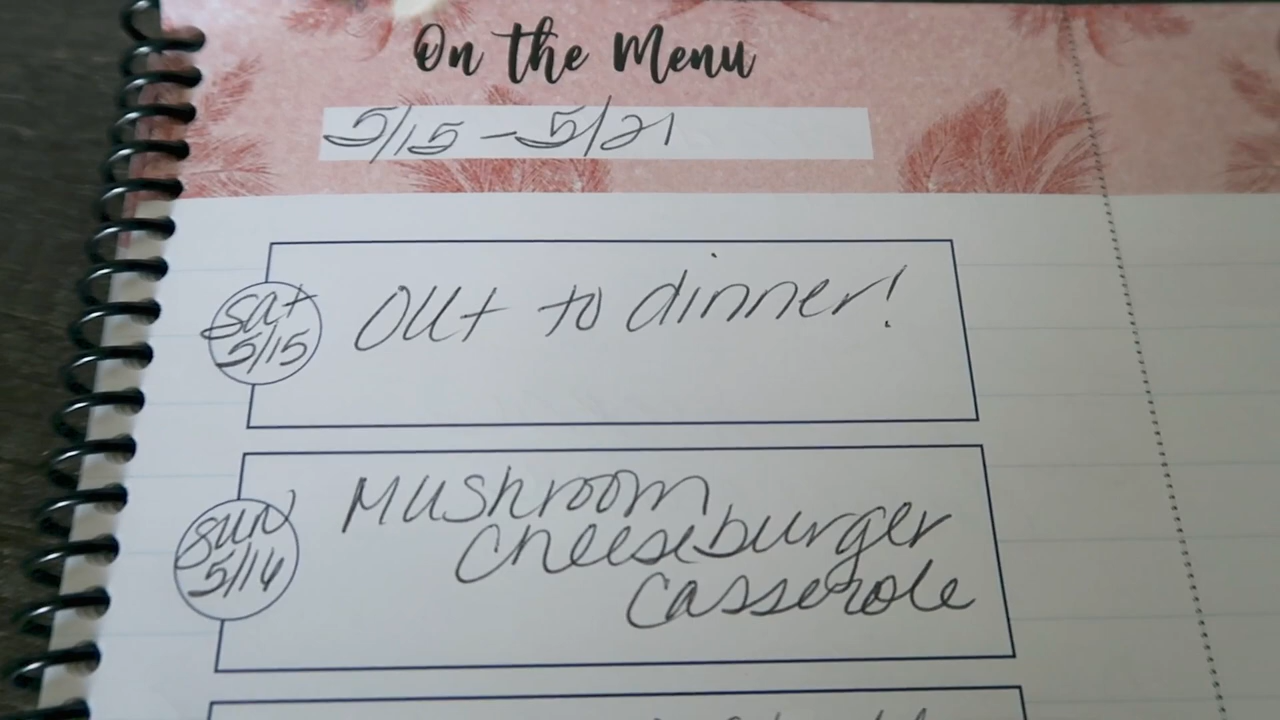 On the Menu
5/15 - 5/21
Sat
5/15
Out to dinner!
Sun
5/16
Mushroom
Cheeseburger
Casserole